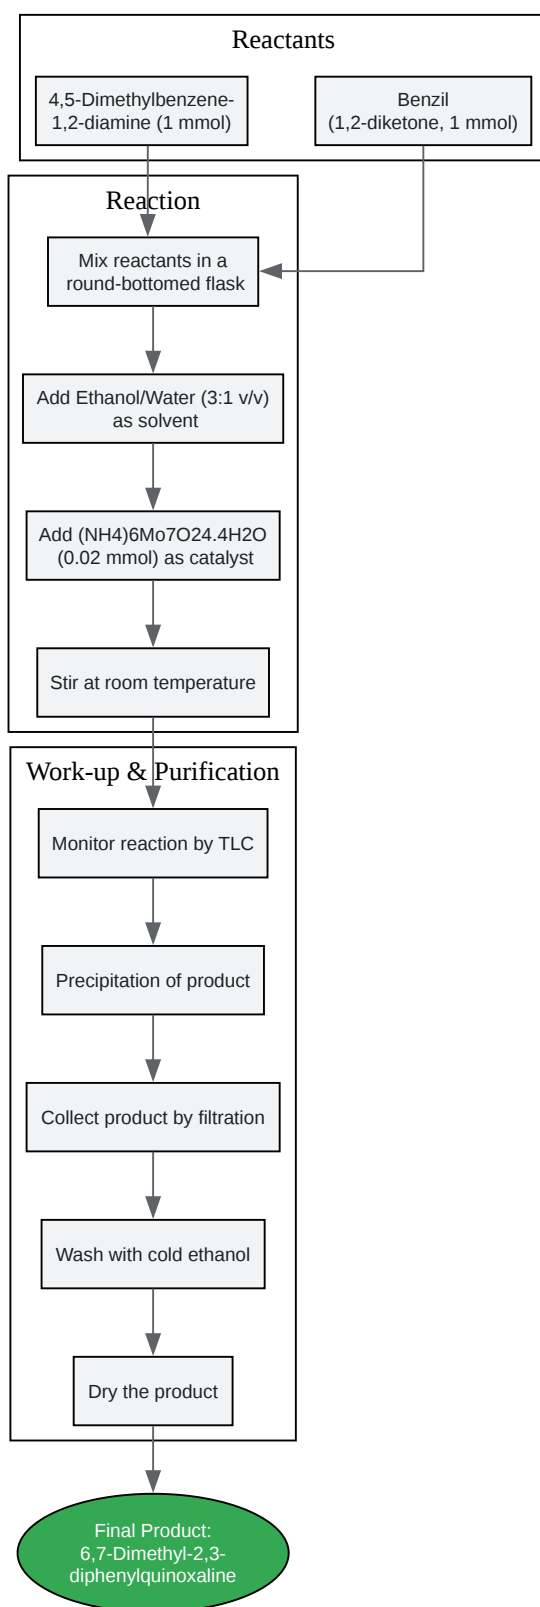 Reactants
4,5-Dimethylbenzene-
1,2-diamine (1 mmol)
Benzil
(1,2-diketone, 1 mmol)
Reaction
Mix reactants in a
round-bottomed flask
Add Ethanol/Water (3:1 v/v)
as solvent
Add (NH4)6Mo7O24.4H2O
(0.02 mmol) as catalyst
Stir at room temperature
Work-up & Purification
Monitor reaction by TLC
Precipitation of product
Collect product by filtration
Wash with cold ethanol
Dry the product
Final Product:
6,7-Dimethyl-2,3-
diphenylquinoxaline